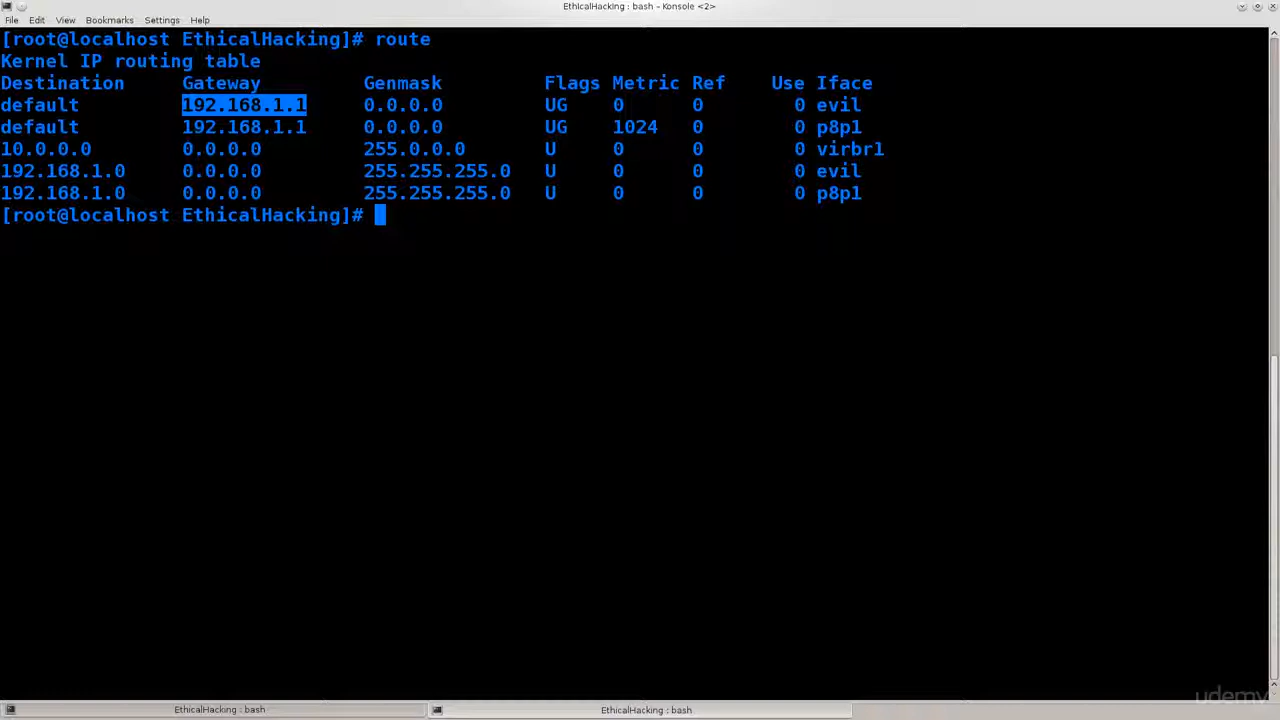 EthicalHacking : bash – Konsole <2>
File Edit View Bookmarks Settings Help
[root@localhost EthicalHacking]# route
Kernel IP routing table
Destination Gateway Genmask Flags Metric Ref Use Iface
default 192.168.1.1 0.0.0.0 UG 0 0 0 evil
default 192.168.1.1 0.0.0.0 UG 1024 0 0 p8p1
10.0.0.0 0.0.0.0 255.0.0.0 U 0 0 0 virbr1
192.168.1.0 0.0.0.0 255.255.255.0 U 0 0 0 evil
192.168.1.0 0.0.0.0 255.255.255.0 U 0 0 0 p8p1
[root@localhost EthicalHacking]#
udemy
EthicalHacking : bash EthicalHacking : bash